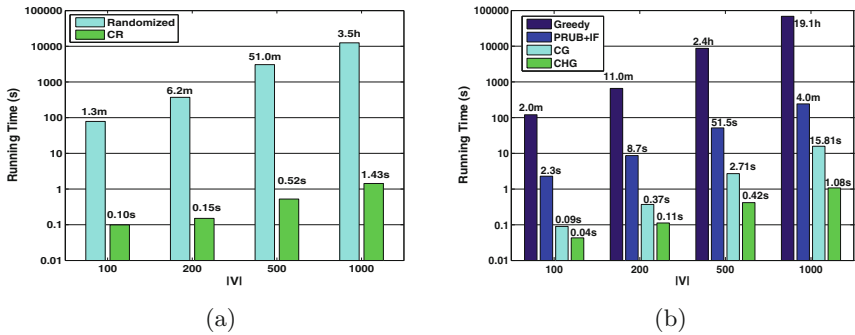 100000
10000
1000
100
10
1
0.1
0.01
Running Time (s)
Randomized
CR
1.3m
0.10s
6.2m
0.15s
51.0m
0.52s
3.5h
1.43s
100
200
500
1000
|V|
(a)
100000
10000
1000
100
10
1
0.1
0.01
Running Time (s)
Greedy
PRUB+IF
CG
CHG
2.0m
2.3s
0.09s
0.04s
11.0m
8.7s
0.37s
0.11s
2.4h
51.5s
2.71s
0.42s
19.1h
4.0m
15.81s
1.08s
100
200
500
1000
|V|
(b)